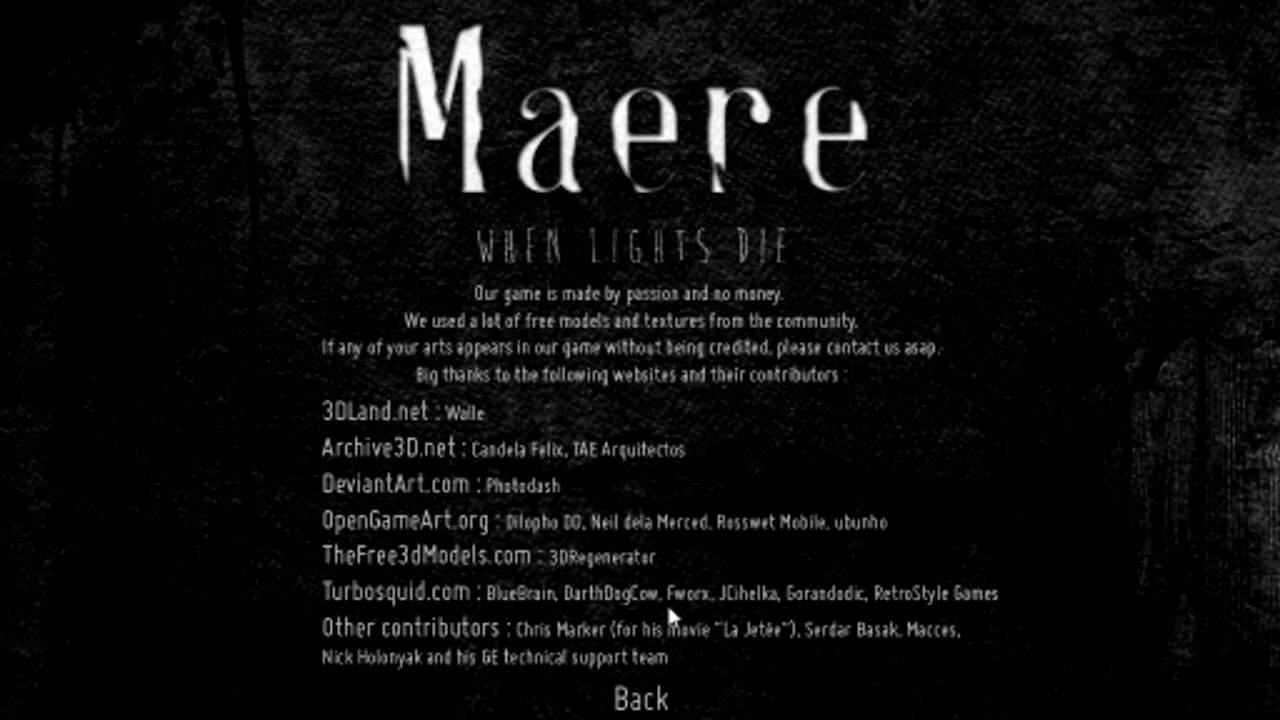 Maere
WHEN LIGHTS DIE
Our game is made by passion and no money.
We used a lot of free models and textures from the community.
If any of your arts appears in our game without being credited, please contact us asap.
Big thanks to the following websites and their contributors :
3DLand.net : Walle
Archive3D.net : Candela Felix, TAE Arquitectos
DeviantArt.com : Photodash
OpenGameArt.org : Dilopho DD, Neil dela Merced, Rosswet Mobile, ubunho
TheFree3dModels.com : 3DRegenerator
Turbosquid.com : BlueBrain, DarthDogCow, Fworx, JCihelka, Gorandodic, RetroStyle Games
Other contributors : Chris Marker (for his movie "La Jetée"), Serdar Basak, Macces,
Nick Holonyak and his GE technical support team
Back